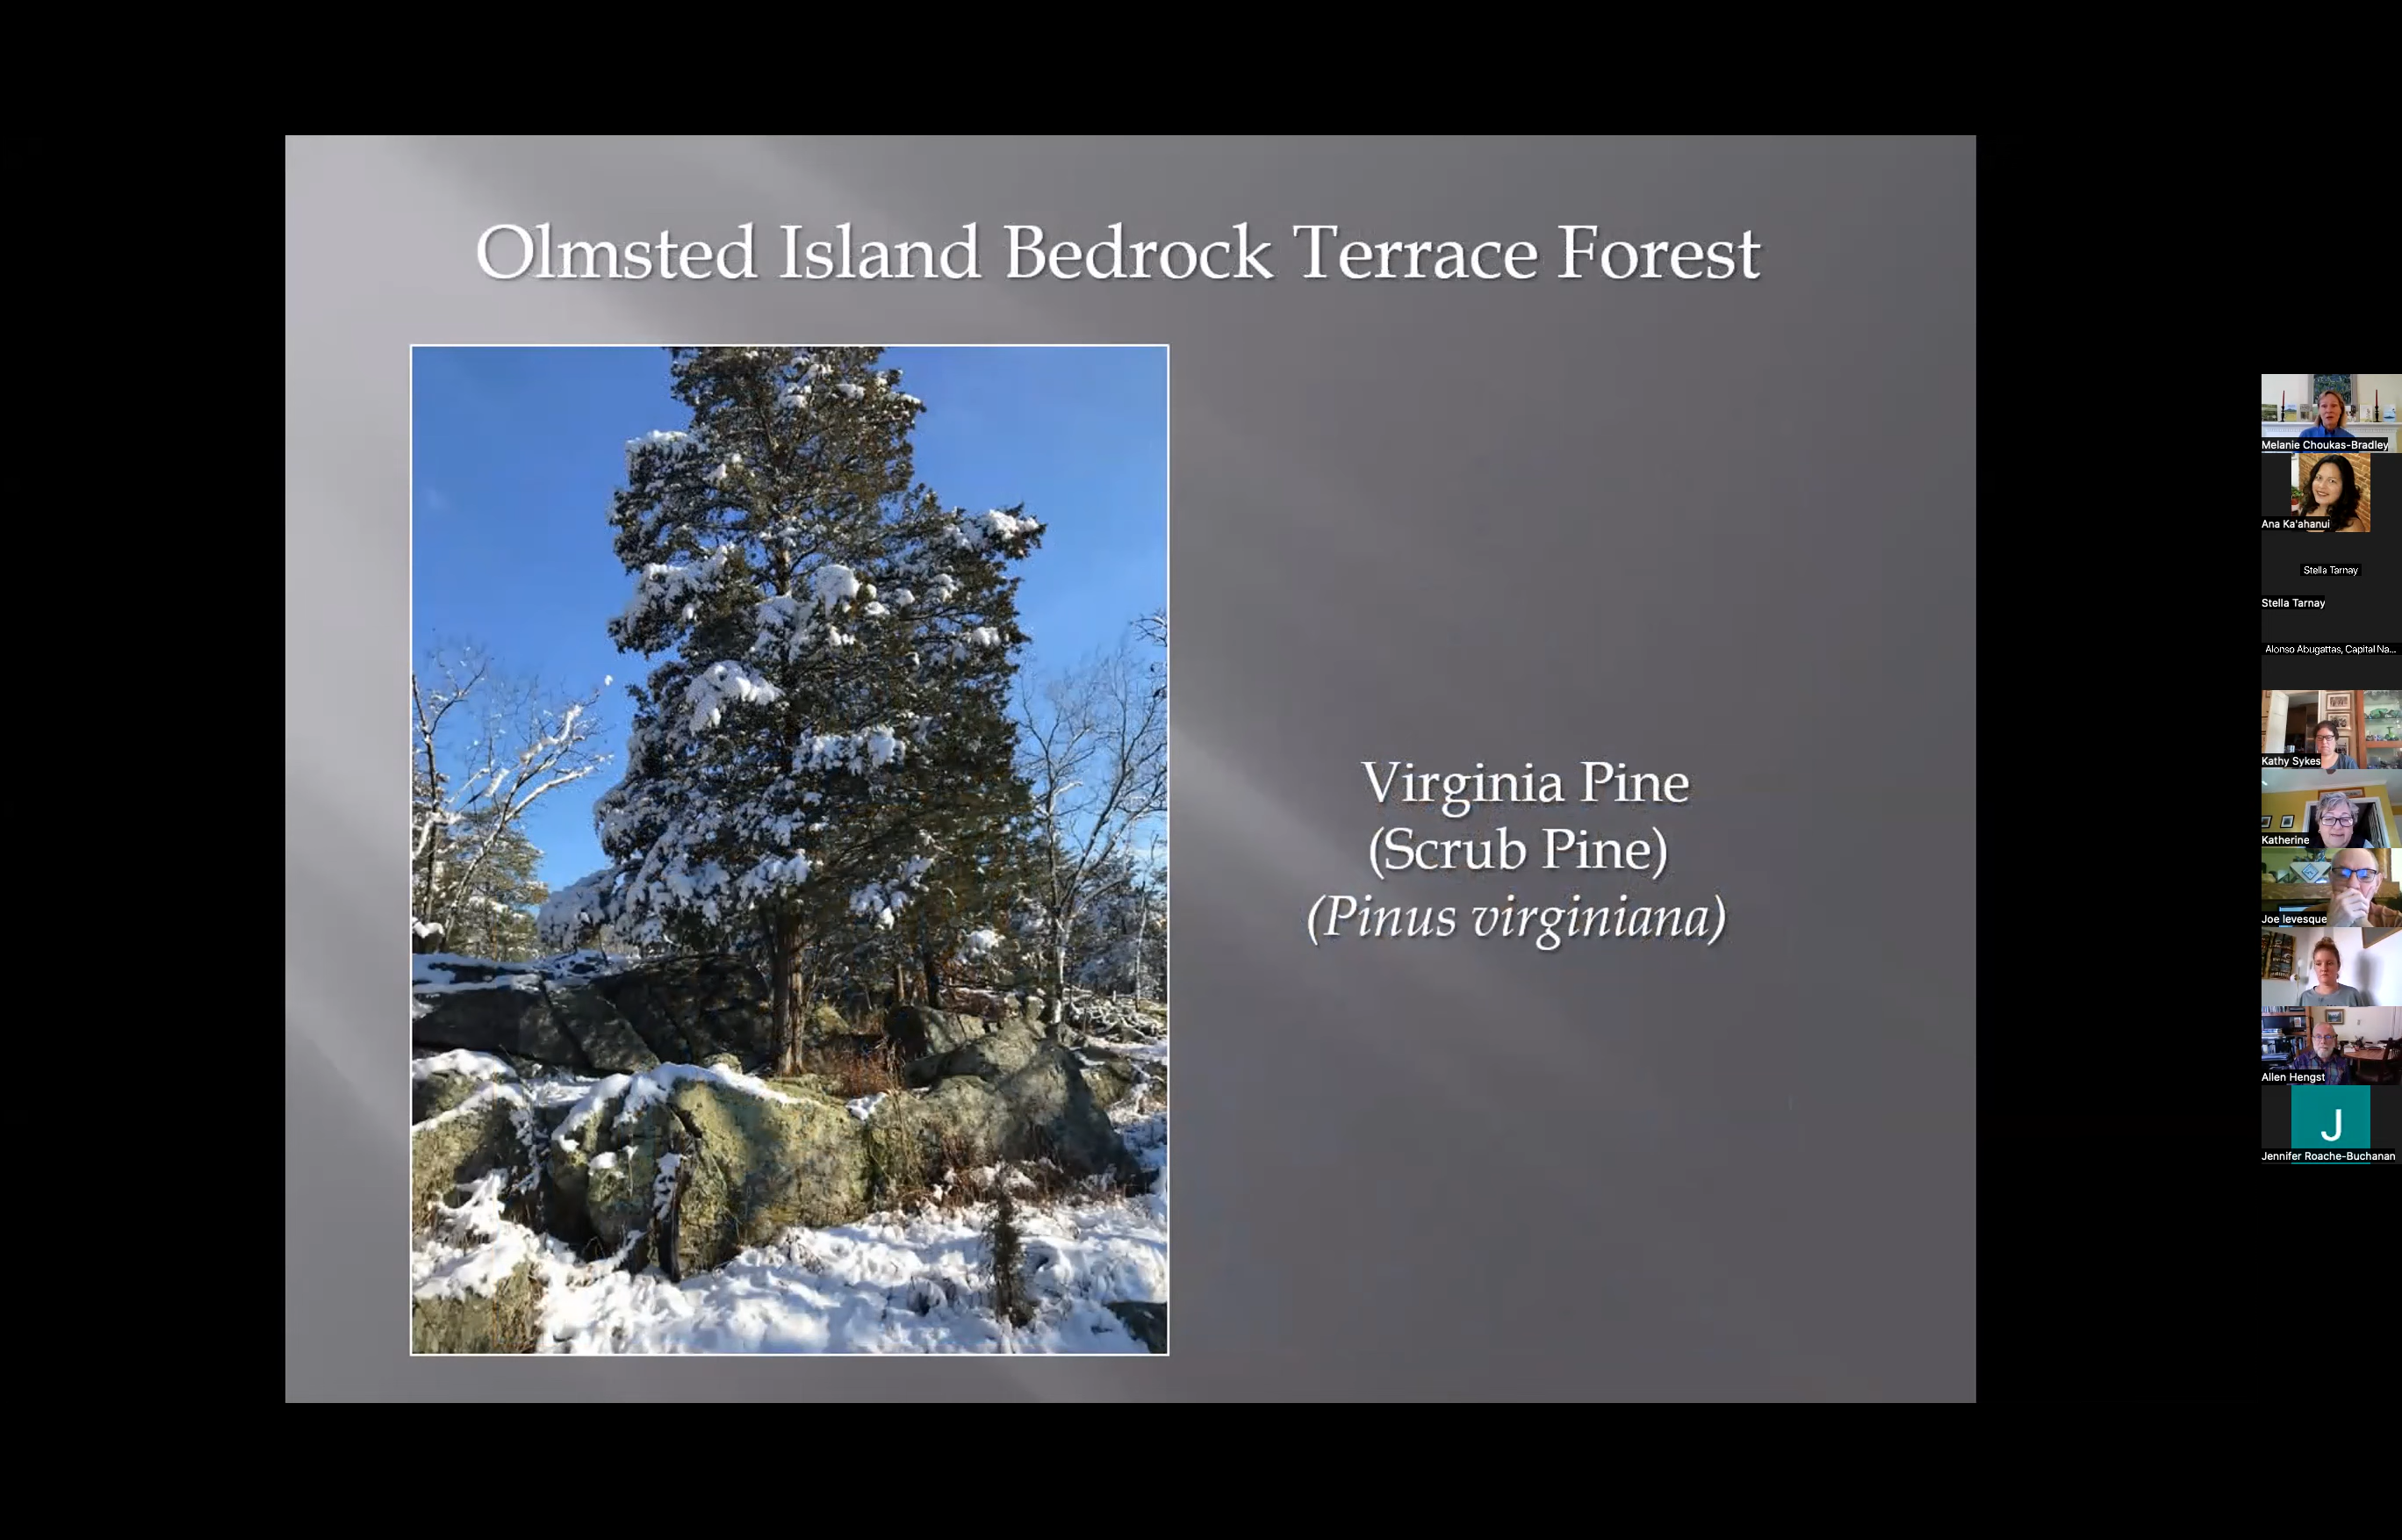 Olmsted Island Bedrock Terrace Forest
Virginia Pine
(Scrub Pine)
(Pinus virginiana)
Melanie Choukas-Bradley
Ana Ka'ahanui
Stella Tarnay
Stella Tarnay
Alonso Abugattas, Capital Na...
Kathy Sykes
Katherine
Joe levesque
Allen Hengst
J
Jennifer Roache-Buchanan